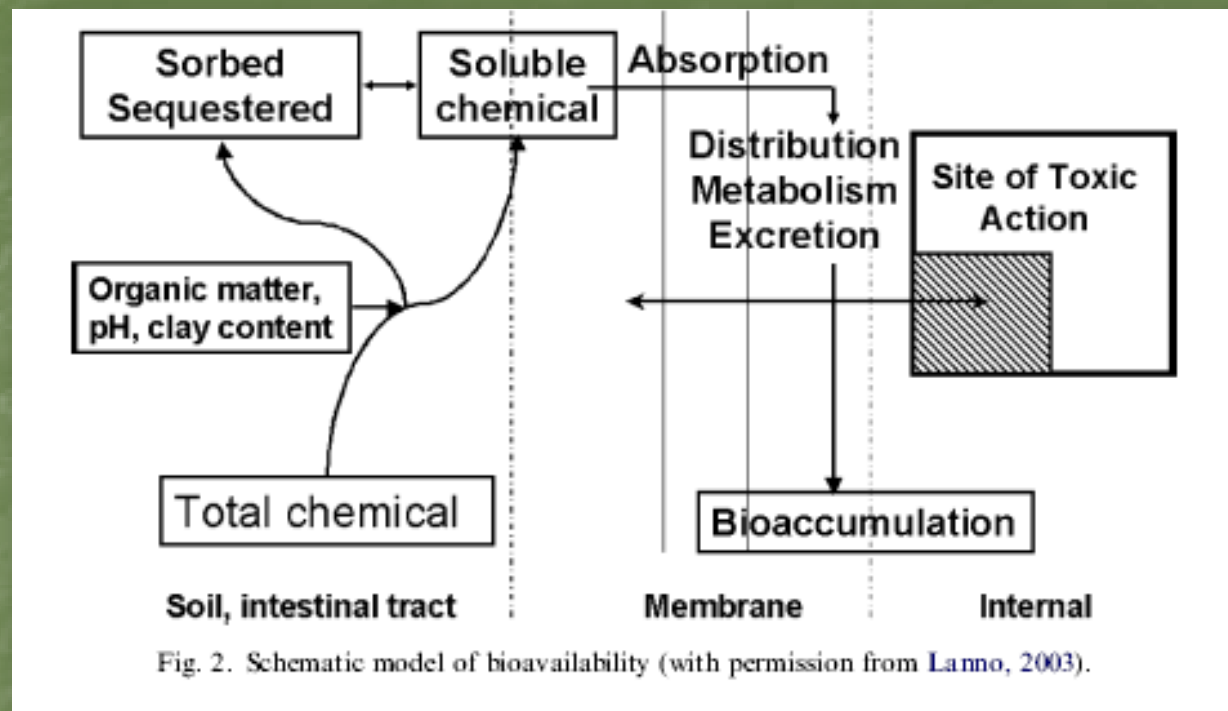 Sorbed
Sequestered
Soluble
chemical
Absorption
Distribution
Metabolism
Excretion
Site of Toxic
Action
Organic matter,
pH, clay content
Total chemical
Bioaccumulation
Soil, intestinal tract
Membrane
Internal
Fig. 2. Schematic model of bioavailability (with permission from Lanno, 2003).